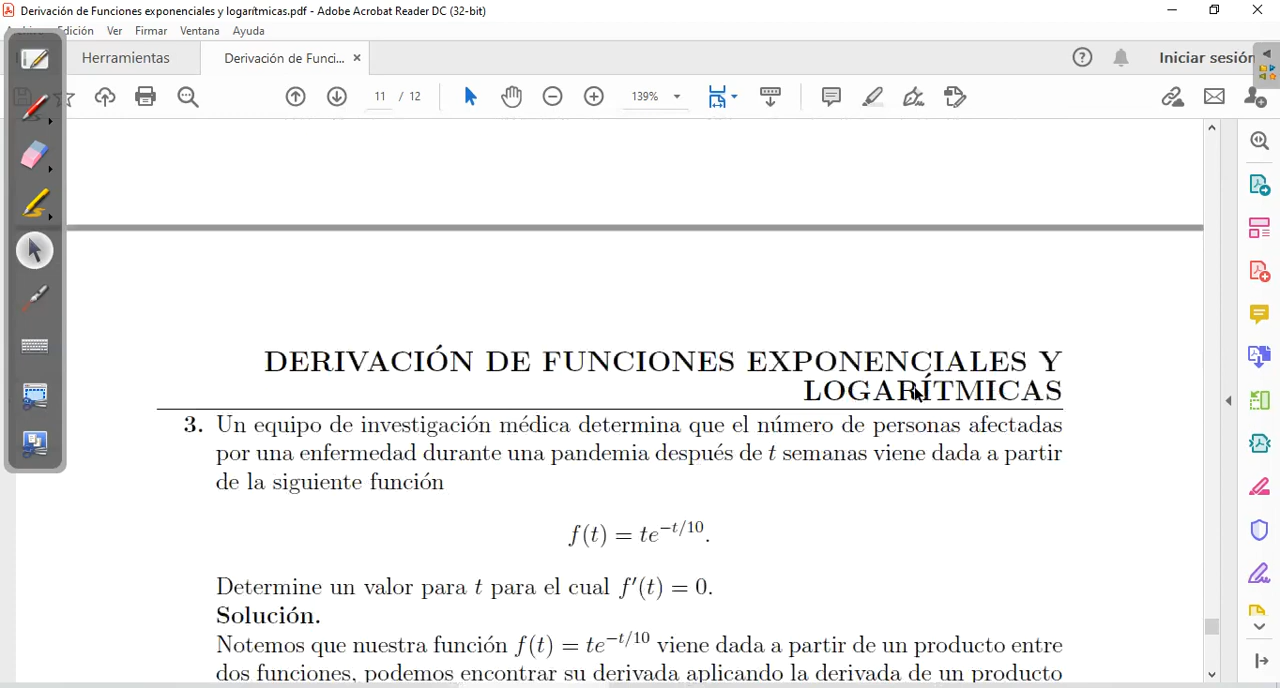 Derivación de Funciones exponenciales y logarítmicas.pdf - Adobe Acrobat Reader DC (32-bit)
Edición Ver Firmar Ventana Ayuda
Herramientas Derivación de Funci... × Iniciar sesión
11 / 12 139%
DERIVACIÓN DE FUNCIONES EXPONENCIALES Y
LOGARÍTMICAS
3. Un equipo de investigación médica determina que el número de personas afectadas
por una enfermedad durante una pandemia después de t semanas viene dada a partir
de la siguiente función
f(t) = te^{−t/10}.
Determine un valor para t para el cual f′(t) = 0.
Solución.
Notemos que nuestra función f(t) = te^{−t/10} viene dada a partir de un producto entre
dos funciones, podemos encontrar su derivada aplicando la derivada de un producto